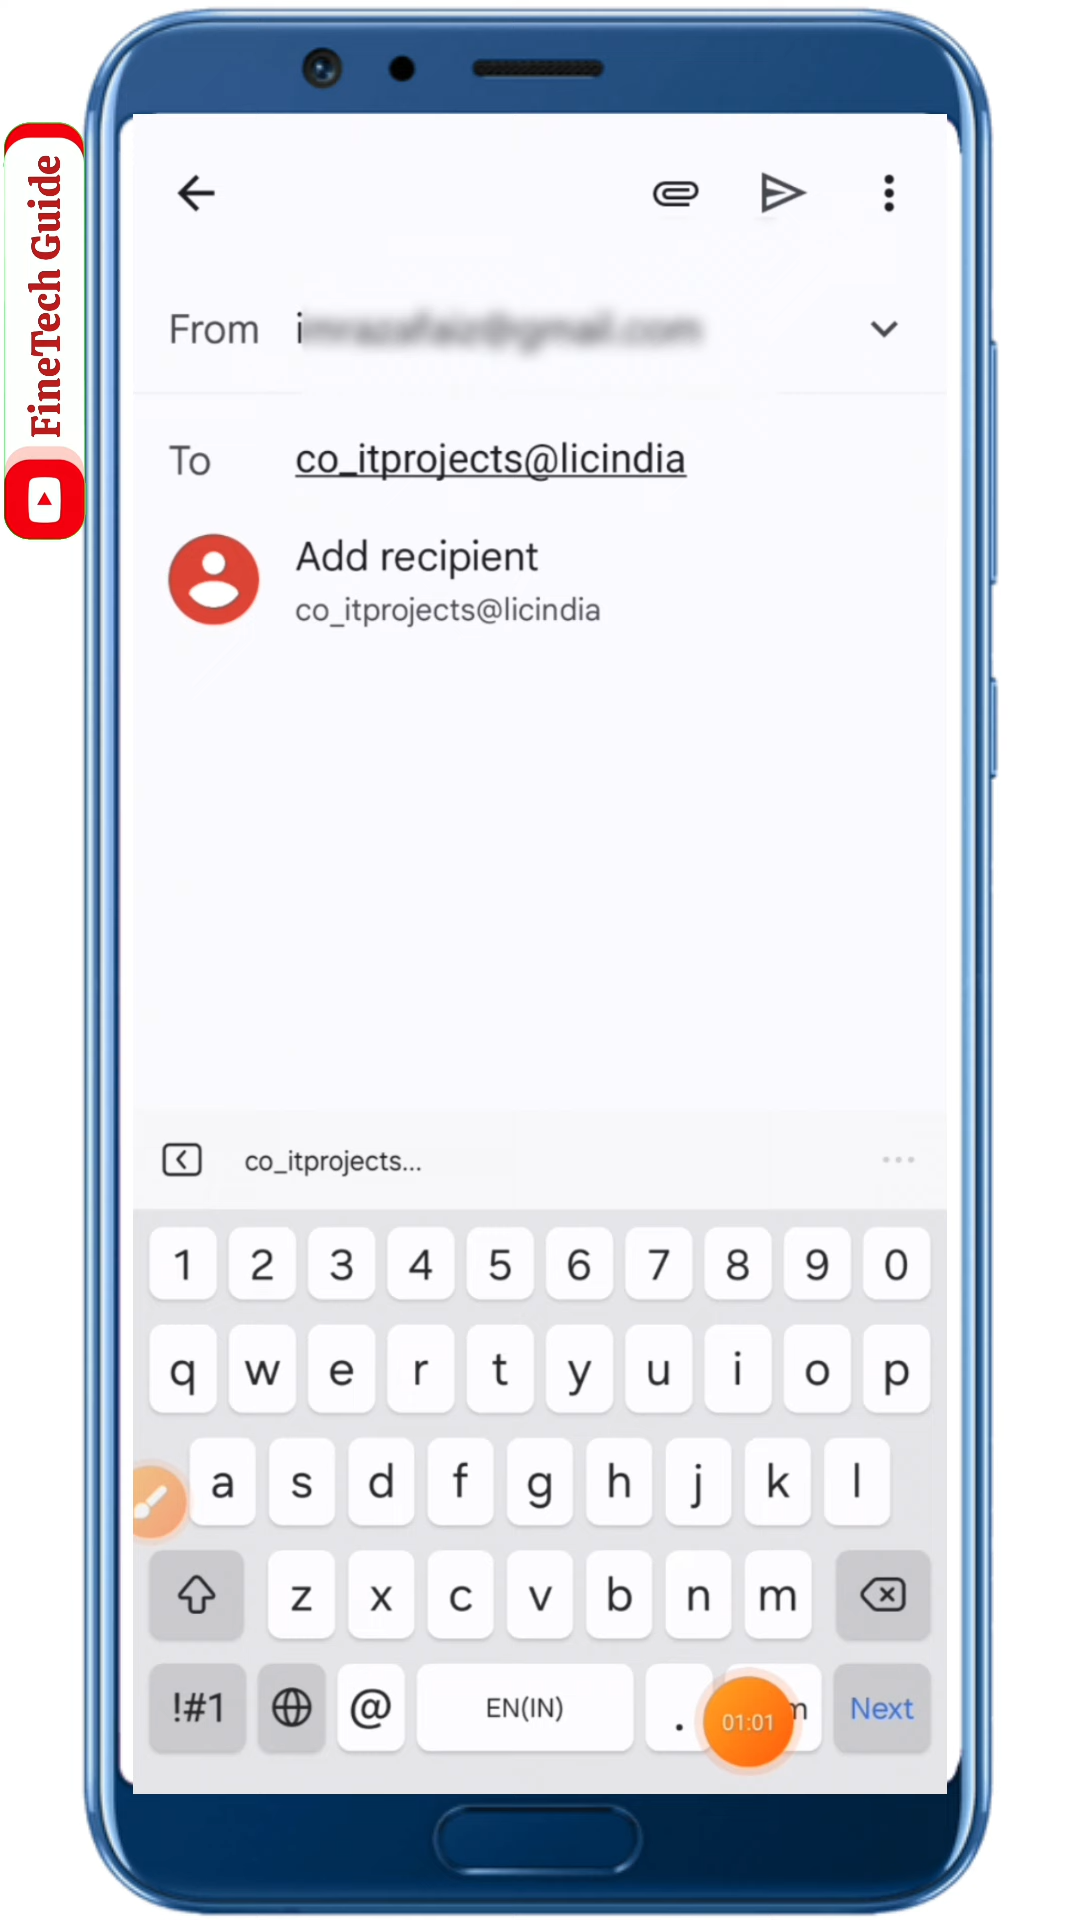 FineTech Guide
From i
To co_itprojects@licindia
Add recipient
co_itprojects@licindia
co_itprojects...
1 2 3 4 5 6 7 8 9 0
q w e r t y u i o p
a s d f g h j k l
z x c v b n m
!#1 @ EN(IN) . m Next
01:01